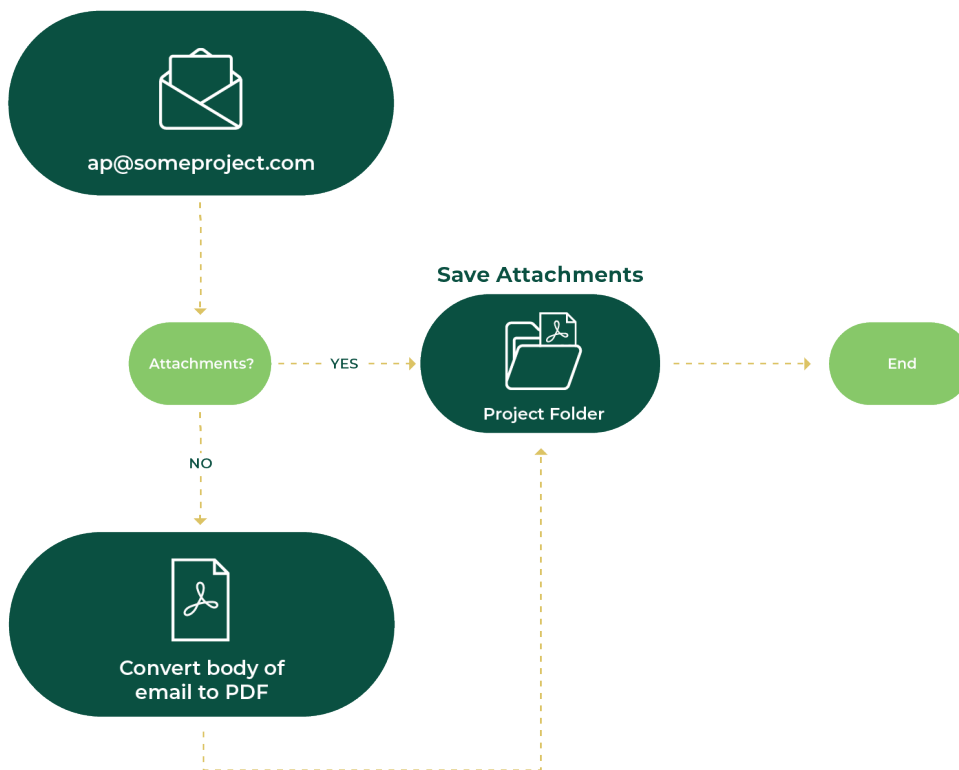 ap@someproject.com
Save Attachments
Attachments?
YES
Project Folder
End
NO
Convert body of
email to PDF